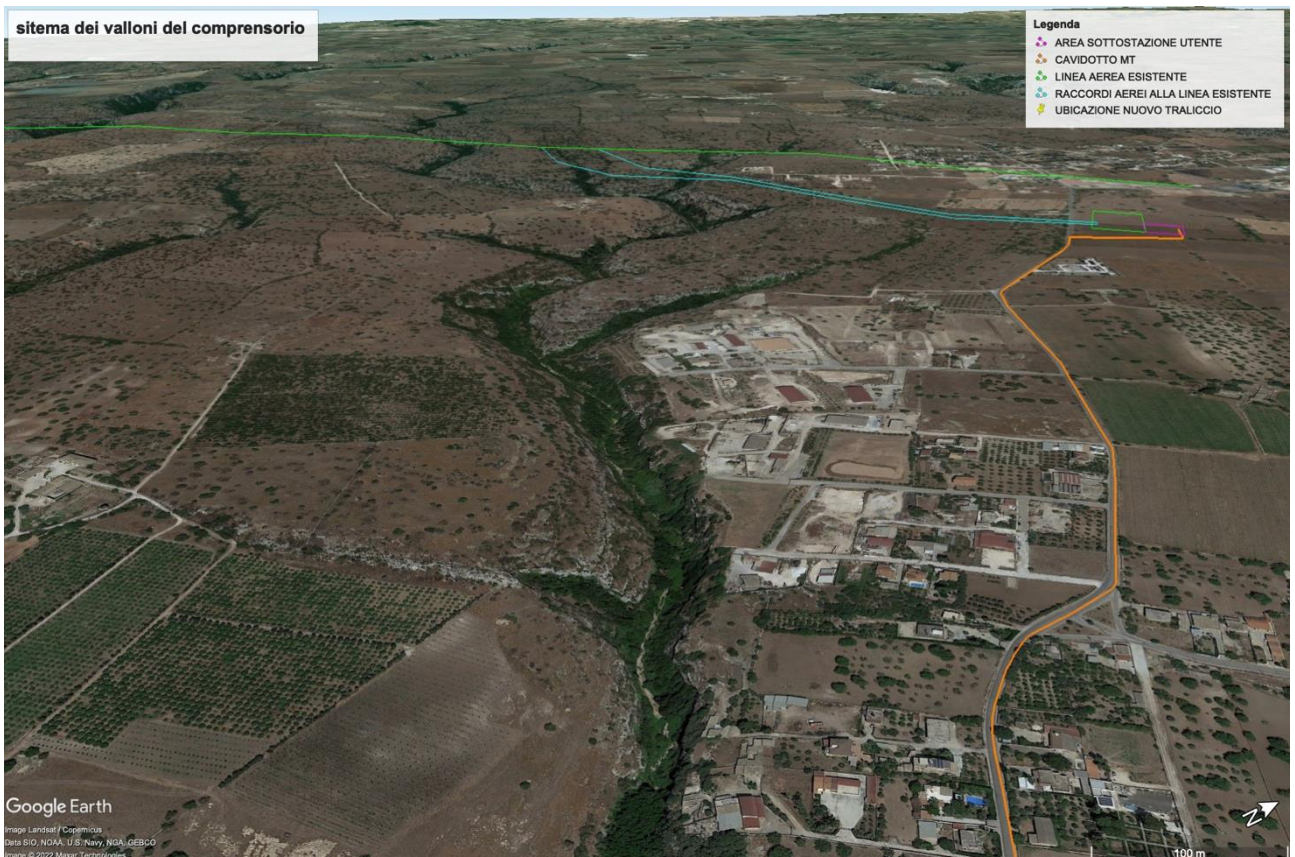 sitema dei valloni del comprensorio
Legenda
AREA SOTTOSTAZIONE UTENTE
CAVIDOTTO MT
LINEA AEREA ESISTENTE
RACCORDI AEREI ALLA LINEA ESISTENTE
UBICAZIONE NUOVO TRALICCIO
Google Earth
Image Landsat / Copernicus
Data SIO, NOAA, U.S. Navy, NGA, GEBCO
Image © 2022 Maxar Technologies
N
100 m